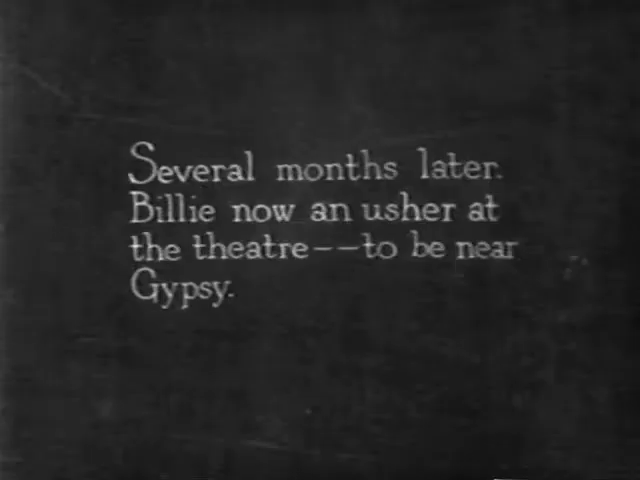 Several months later.
Billie now an usher at
the theatre--to be near
Gypsy.